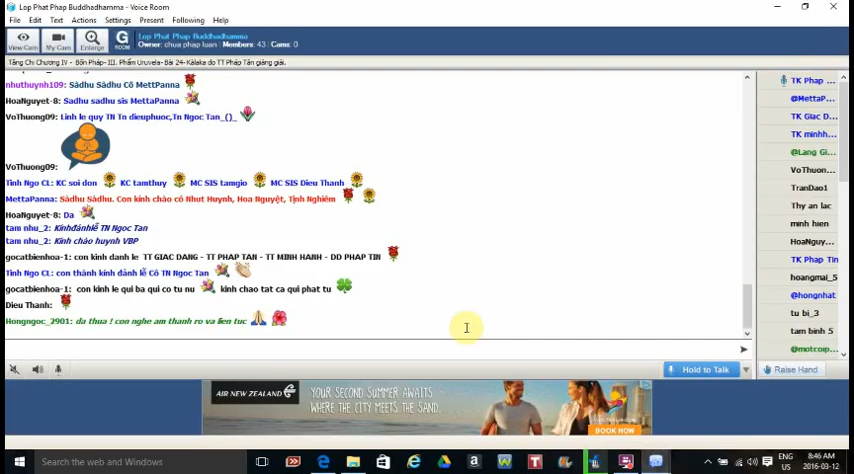 Lop Phat Phap Buddhadhamma - Voice Room
File Edit Text Actions Settings Present Following Help
View Cam My Cam Enlarge G ROOM
Lop Phat Phap Buddhadhamma
Owner: chua phap luan : Members: 43 : Cams: 0
Tăng Chi Chương IV - Bốn Pháp- III. Phẩm Uruvela- Bài 24- Kàlaka do TT Pháp Tân giảng giải.
nhuthuynh109: Sàdhu Sàdhu Cô MettPanna
HoaNguyet-8: Sadhu sadhu sis MettaPanna
VoThuong09: Linh le quy TN Tn dieuphuoc,Tn Ngoc Tan_()_
VoThuong09:
Tinh Ngo CL: KC soi don KC tamthuy MC SIS tamgio MC SIS Dieu Thanh
MettaPanna: Sàdhu Sàdhu. Con kính chào cô Nhut Huynh, Hoa Nguyệt, Tịnh Nghiêm
HoaNguyet-8: Da
tam nhu_2: Kínhđảnhlễ TN Ngoc Tan
tam nhu_2: Kinh chào huynh VBP
gocatbienhoa-1: con kinh danh le TT GIAC DANG - TT PHAP TAN - TT MINH HANH - DD PHAP TIN
Tinh Ngo CL: con thành kính đảnh lễ Cô TN Ngoc Tan
gocatbienhoa-1: con kinh le qui ba qui co tu nu kinh chao tat ca qui phat tu
Dieu Thanh:
Hongngoc_2901: da thua ! con nghe am thanh ro va lien tuc
TK Phap ...
@MettaP...
TK Giac D...
TK minhh...
@Lang Gi...
VoThuon...
TranDao1
Thy an lac
minh hien
HoaNguy...
TK Phap Tin
hoangmai_5
@hongnhat
tu bi_3
tam binh 5
@motcoip...
Hold to Talk
Raise Hand
AIR NEW ZEALAND
YOUR SECOND SUMMER AWAITS
WHERE THE CITY MEETS THE SAND.
BOOK NOW
Search the web and Windows
ENG
US
8:46 AM
2016-03-12